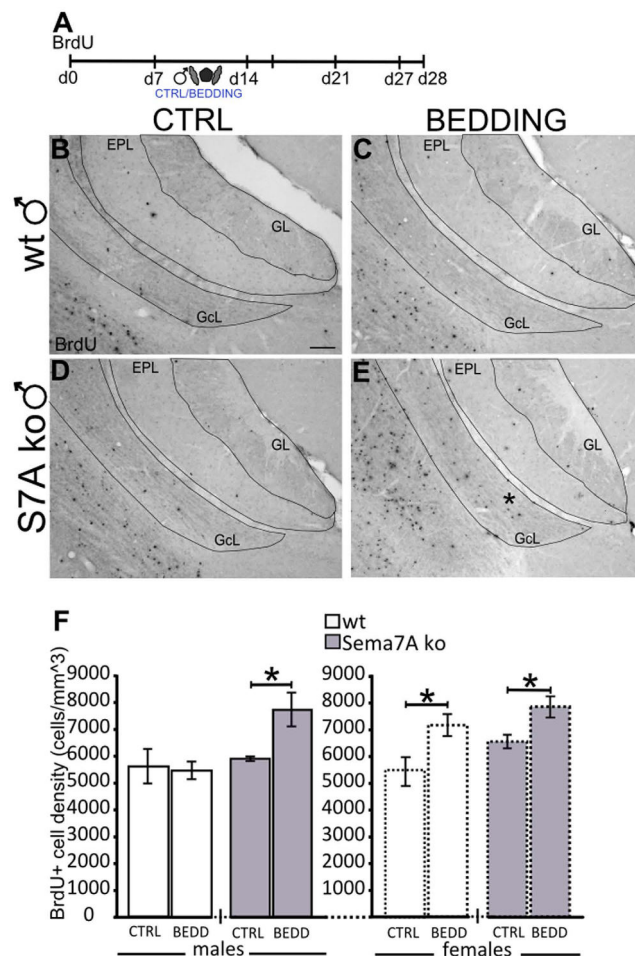 A
BrdU
d0 d7 d14 d21 d27 d28
CTRL/BEDDING
CTRL BEDDING
wt ♂
B EPL GL GcL BrdU
C EPL GL GcL
S7A ko♂
D EPL GL GcL
E EPL GL * GcL
F
wt
Sema7A ko
BrdU+ cell density (cells/mm^3)
9000
8000
7000
6000
5000
4000
3000
2000
1000
0
*
CTRL BEDD CTRL BEDD
males
9000
8000
7000
6000
5000
4000
3000
2000
1000
* *
CTRL BEDD CTRL BEDD
females